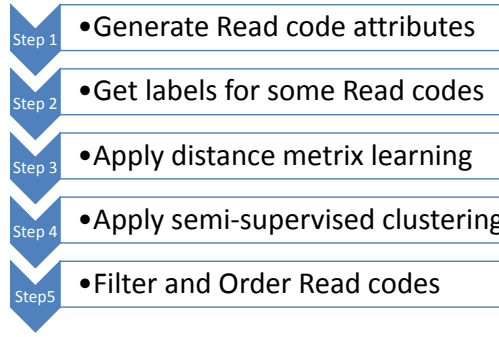 Step 1
•Generate Read code attributes
Step 2
•Get labels for some Read codes
Step 3
•Apply distance metrix learning
Step 4
•Apply semi-supervised clustering
Step5
•Filter and Order Read codes